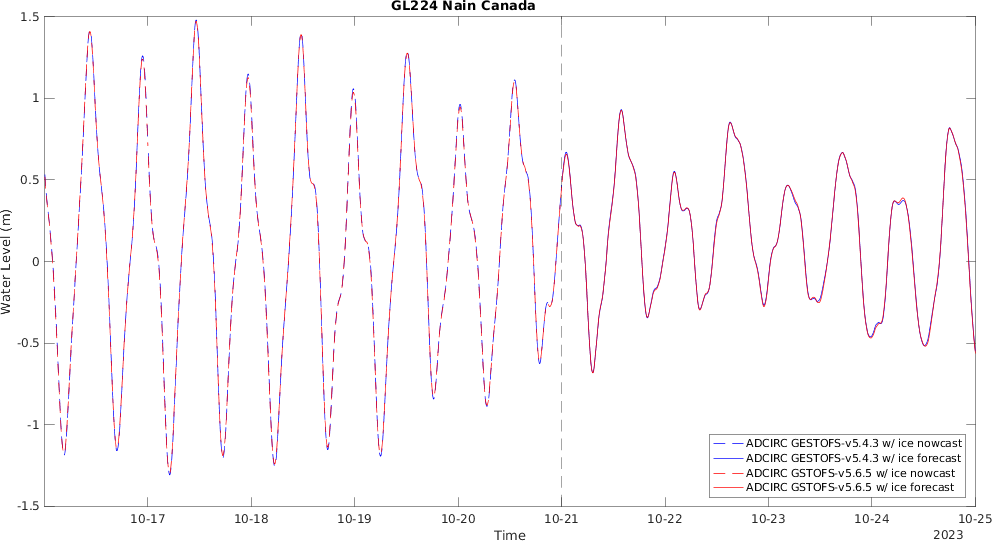 GL224 Nain Canada
1.5
1
0.5
0
-0.5
-1
-1.5
Water Level (m)
10-17 10-18 10-19 10-20 10-21 10-22 10-23 10-24 10-25
Time
2023
ADCIRC GESTOFS-v5.4.3 w/ ice nowcast
ADCIRC GESTOFS-v5.4.3 w/ ice forecast
ADCIRC GSTOFS-v5.6.5 w/ ice nowcast
ADCIRC GSTOFS-v5.6.5 w/ ice forecast